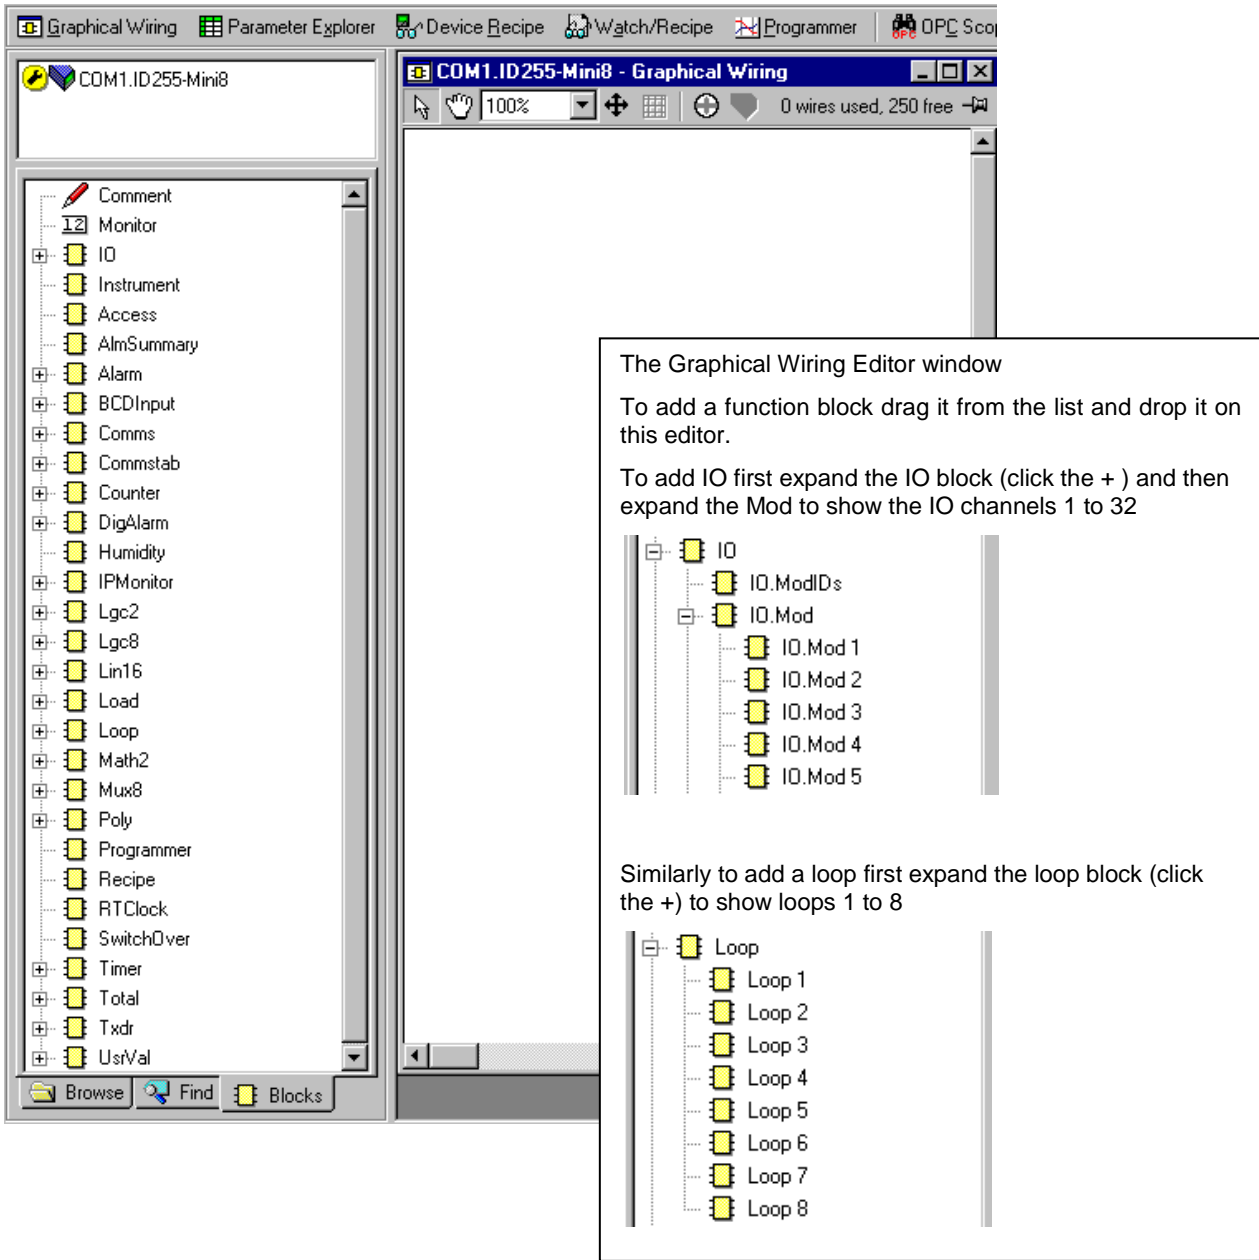 Graphical Wiring Parameter Explorer Device Recipe Watch/Recipe Programmer OPC Scop
COM1.ID255-Mini8
COM1.ID255-Mini8 - Graphical Wiring
100% 0 wires used, 250 free
Comment
12 Monitor
IO
Instrument
Access
AlmSummary
Alarm
BCDInput
Comms
Commstab
Counter
DigAlarm
Humidity
IPMonitor
Lgc2
Lgc8
Lin16
Load
Loop
Math2
Mux8
Poly
Programmer
Recipe
RTClock
SwitchOver
Timer
Total
Txdr
UsrVal
Browse Find Blocks
The Graphical Wiring Editor window
To add a function block drag it from the list and drop it on
this editor.
To add IO first expand the IO block (click the + ) and then
expand the Mod to show the IO channels 1 to 32
IO
IO.ModIDs
IO.Mod
IO.Mod 1
IO.Mod 2
IO.Mod 3
IO.Mod 4
IO.Mod 5
Similarly to add a loop first expand the loop block (click
the +) to show loops 1 to 8
Loop
Loop 1
Loop 2
Loop 3
Loop 4
Loop 5
Loop 6
Loop 7
Loop 8